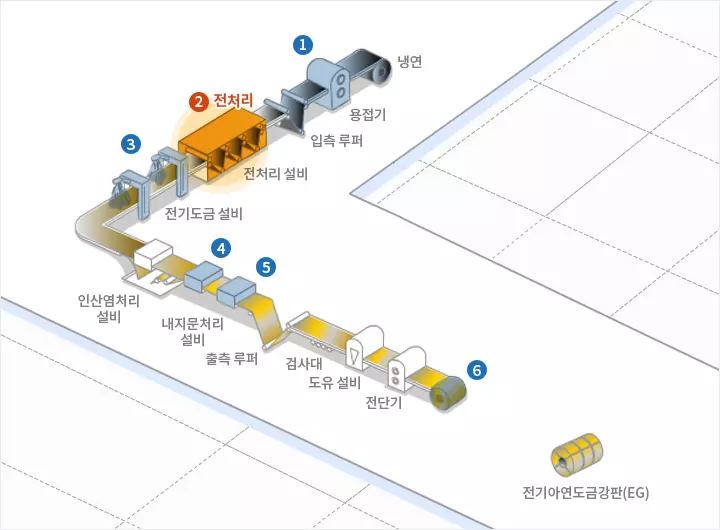 1
냉연
2 전처리
용접기
입측 루퍼
3
전처리 설비
전기도금 설비
4
5
인산염처리
설비
내지문처리
설비
출측 루퍼
검사대
도유 설비
6
전단기
전기아연도금강판(EG)